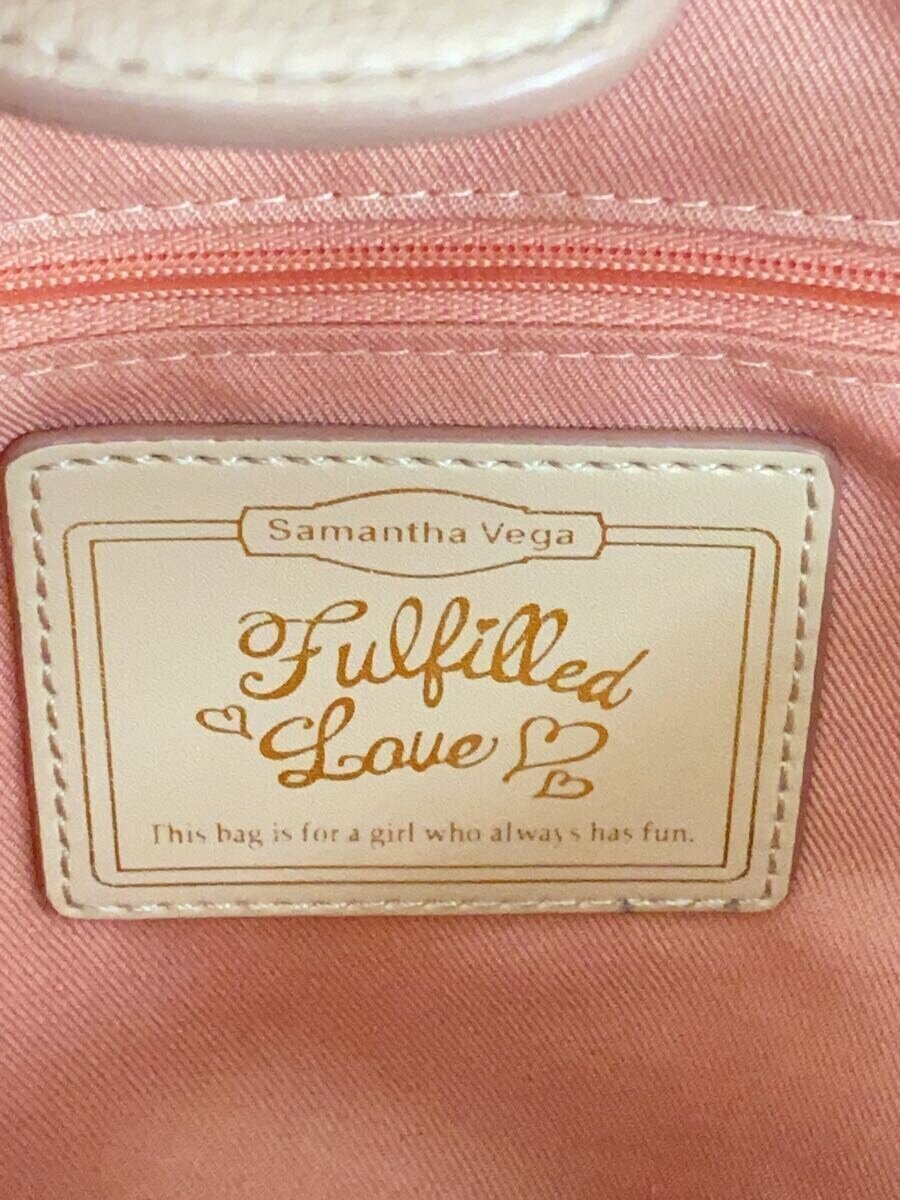 Samantha Vega
Fulfilled
Love
This bag is for a girl who always has fun.